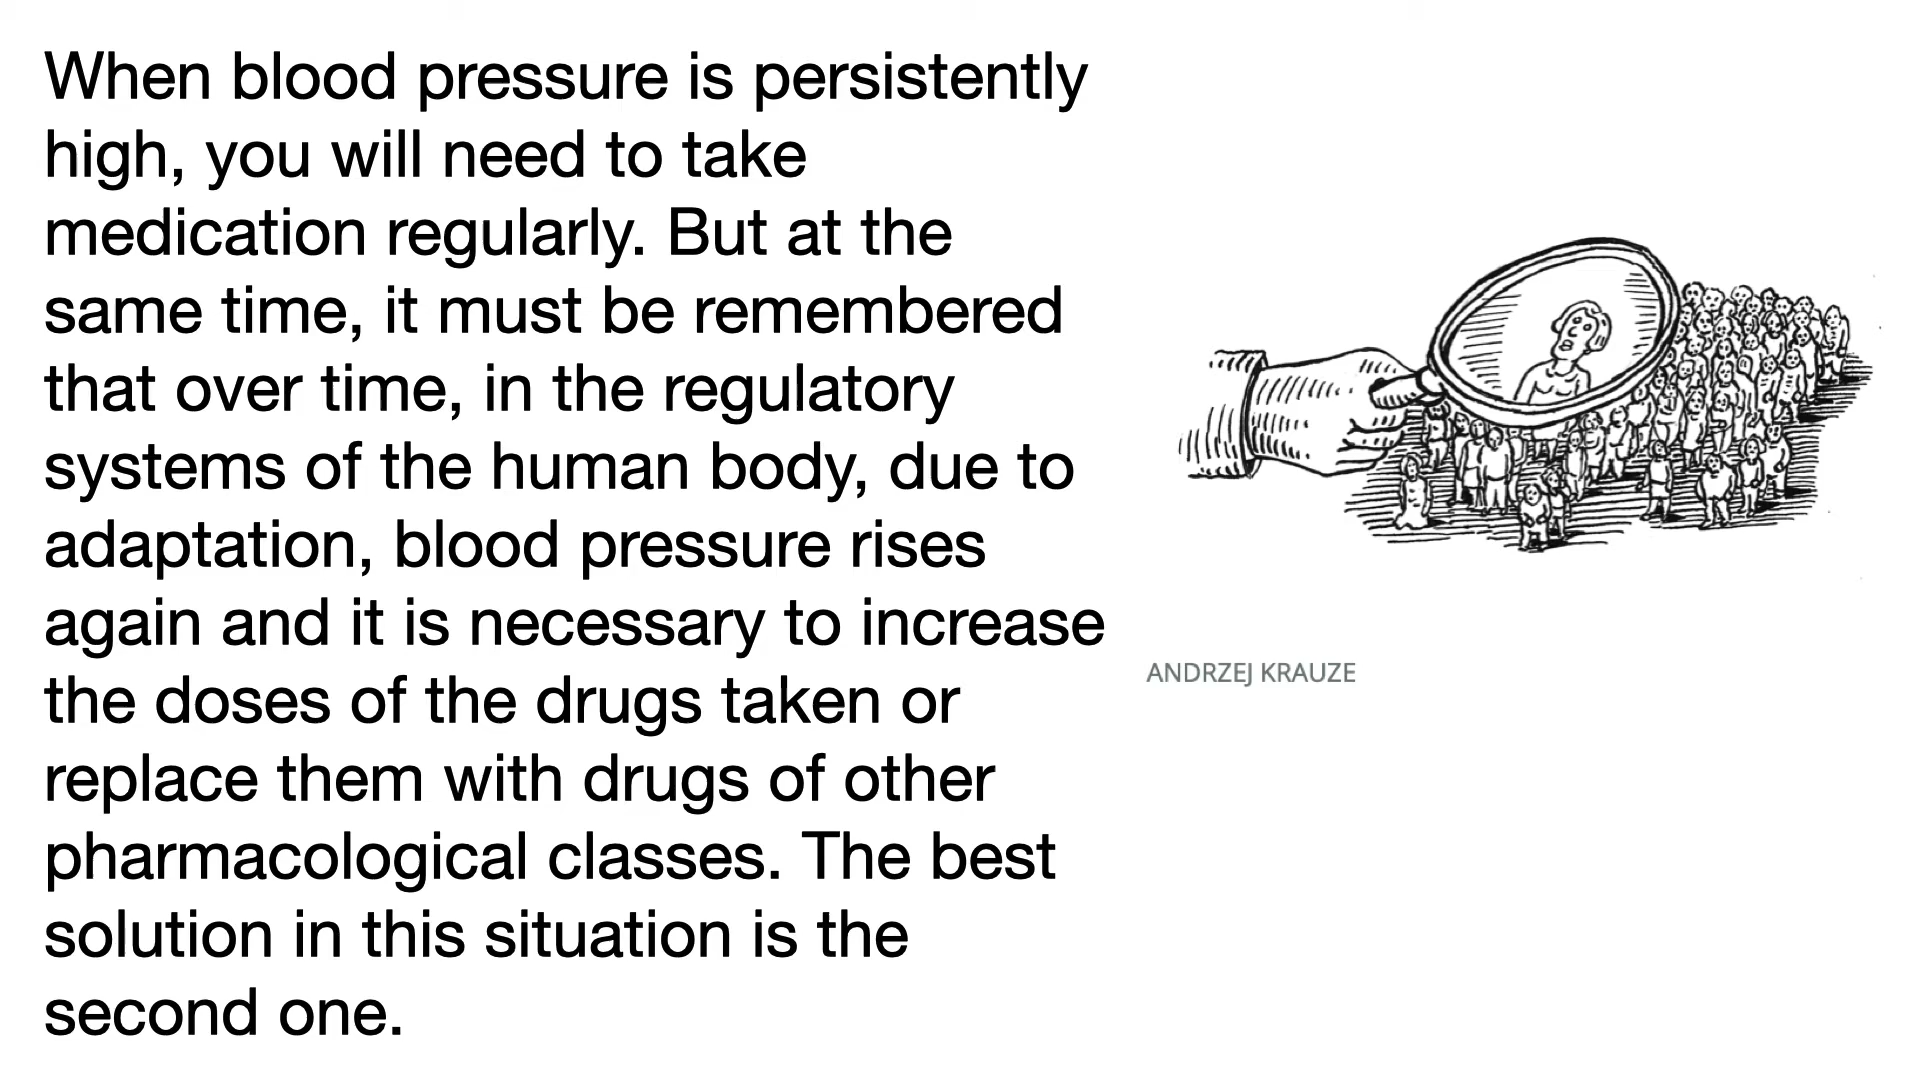 When blood pressure is persistently
high, you will need to take
medication regularly. But at the
same time, it must be remembered
that over time, in the regulatory
systems of the human body, due to
adaptation, blood pressure rises
again and it is necessary to increase
the doses of the drugs taken or
replace them with drugs of other
pharmacological classes. The best
solution in this situation is the
second one.
ANDRZEJ KRAUZE